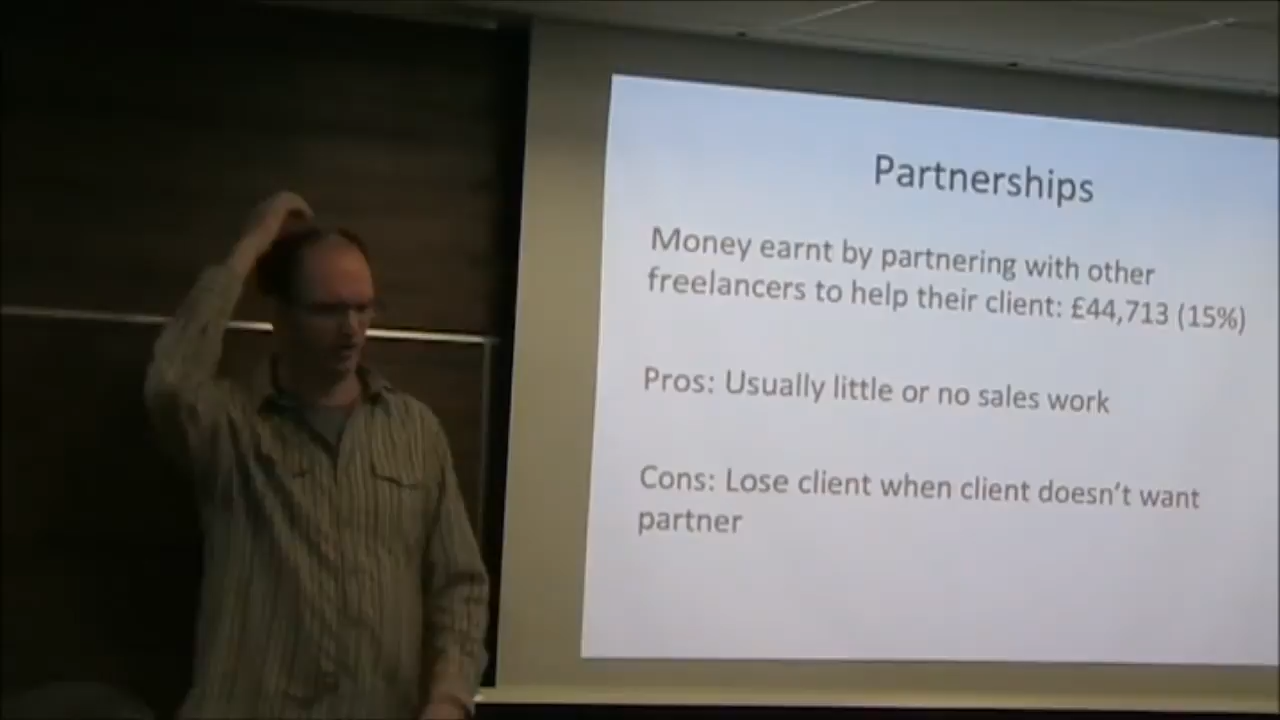 Partnerships
Money earnt by partnering with other
freelancers to help their client: £44,713 (15%)
Pros: Usually little or no sales work
Cons: Lose client when client doesn't want
partner